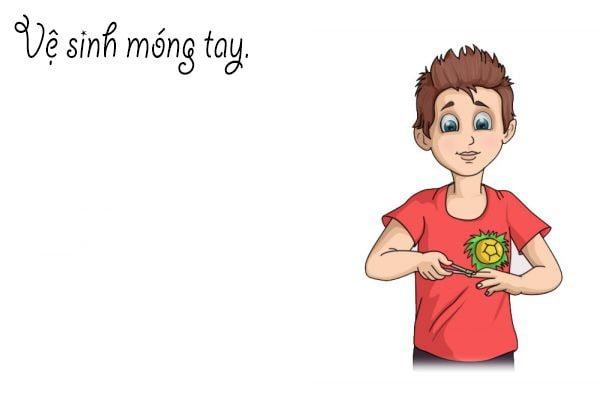 Vệ sinh móng tay.